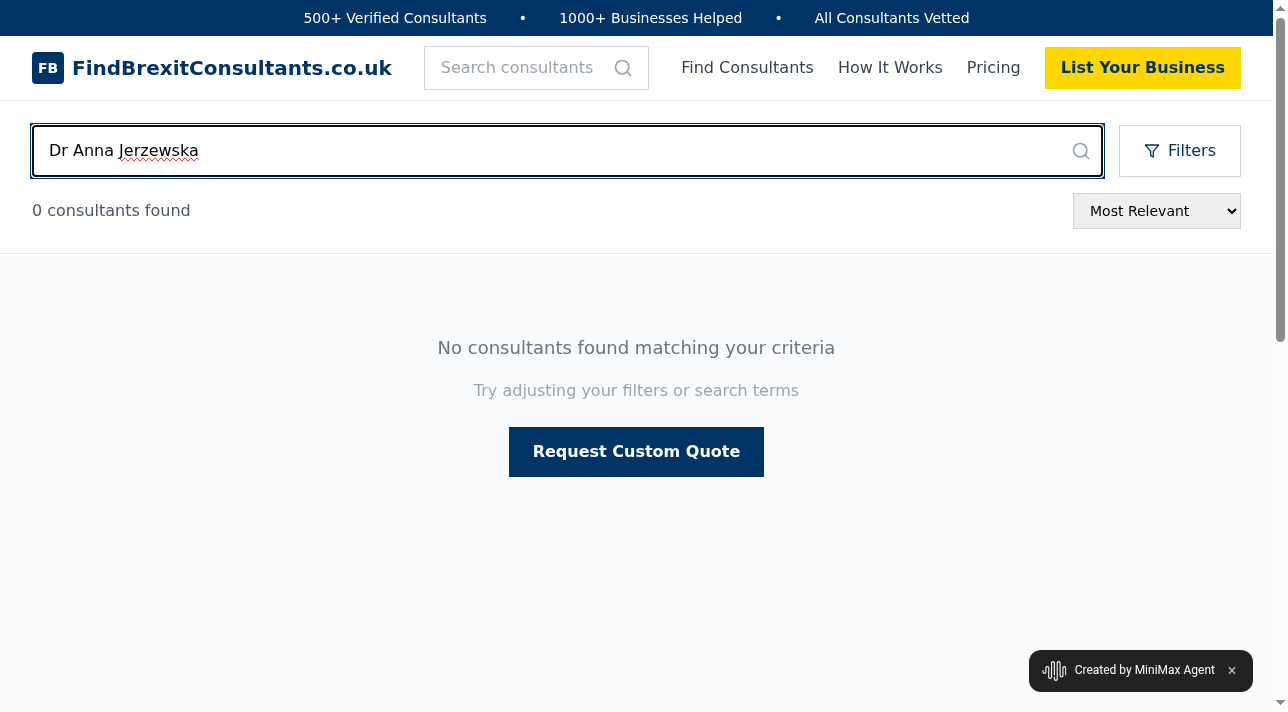 500+ Verified Consultants • 1000+ Businesses Helped • All Consultants Vetted
FB FindBrexitConsultants.co.uk Search consultants Find Consultants How It Works Pricing List Your Business
Dr Anna Jerzewska Filters
0 consultants found Most Relevant
No consultants found matching your criteria
Try adjusting your filters or search terms
Request Custom Quote
Created by MiniMax Agent ×